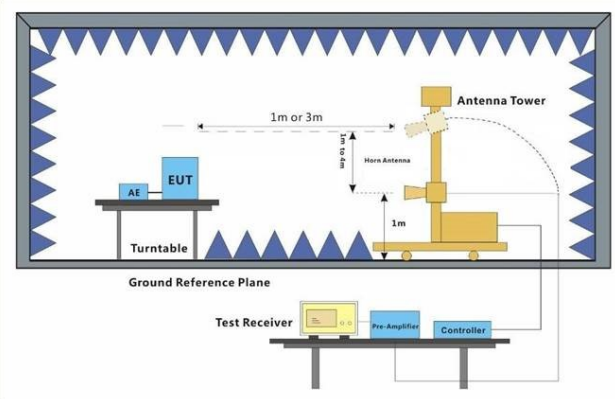 1m or 3m
Antenna Tower
1m to 4m
Horn Antenna
EUT
AE
1m
Turntable
Ground Reference Plane
Test Receiver
Pre-Amplifier
Controller